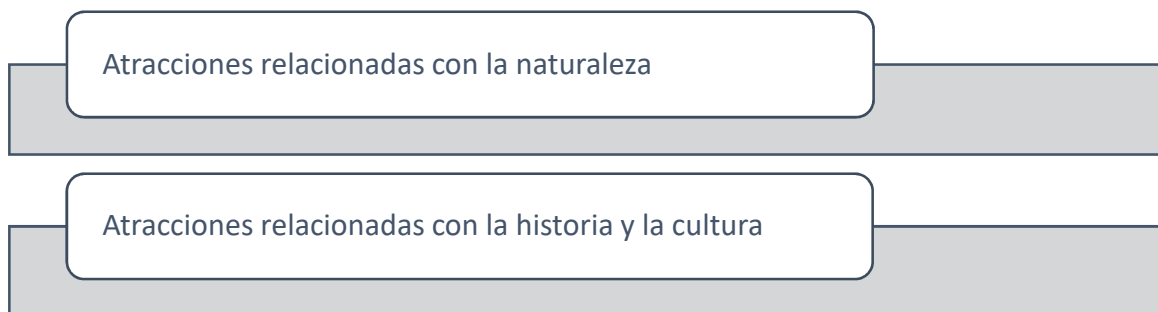 Atracciones relacionadas con la naturaleza
Atracciones relacionadas con la historia y la cultura